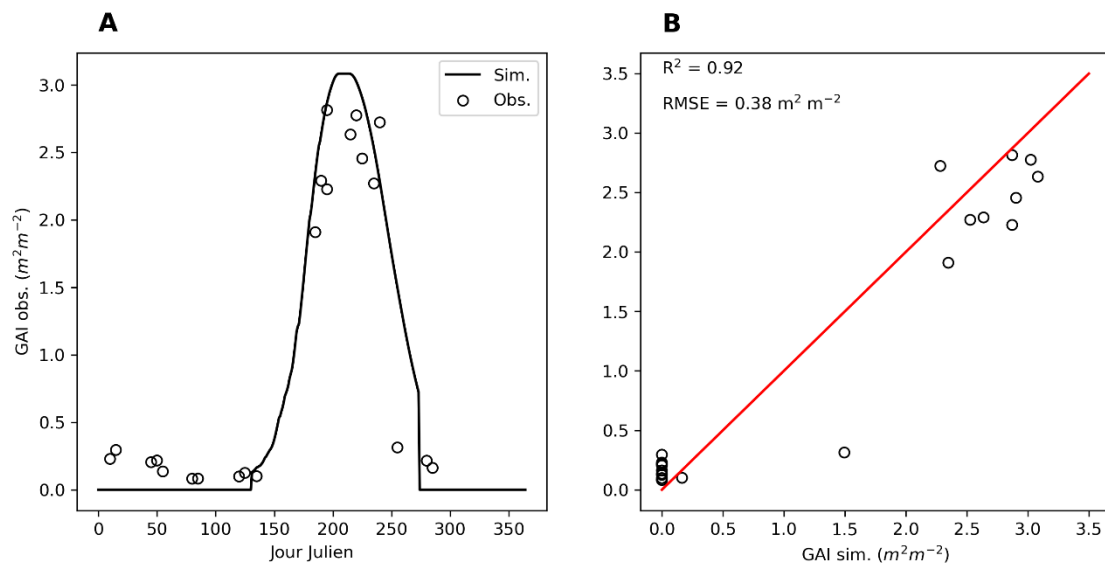 A
GAI obs. (m²m⁻²)
3.0
2.5
2.0
1.5
1.0
0.5
0.0
Sim.
Obs.
0 50 100 150 200 250 300 350
Jour Julien
B
R² = 0.92
RMSE = 0.38 m² m⁻²
3.5
3.0
2.5
2.0
1.5
1.0
0.5
0.0
0.0 0.5 1.0 1.5 2.0 2.5 3.0 3.5
GAI sim. (m²m⁻²)